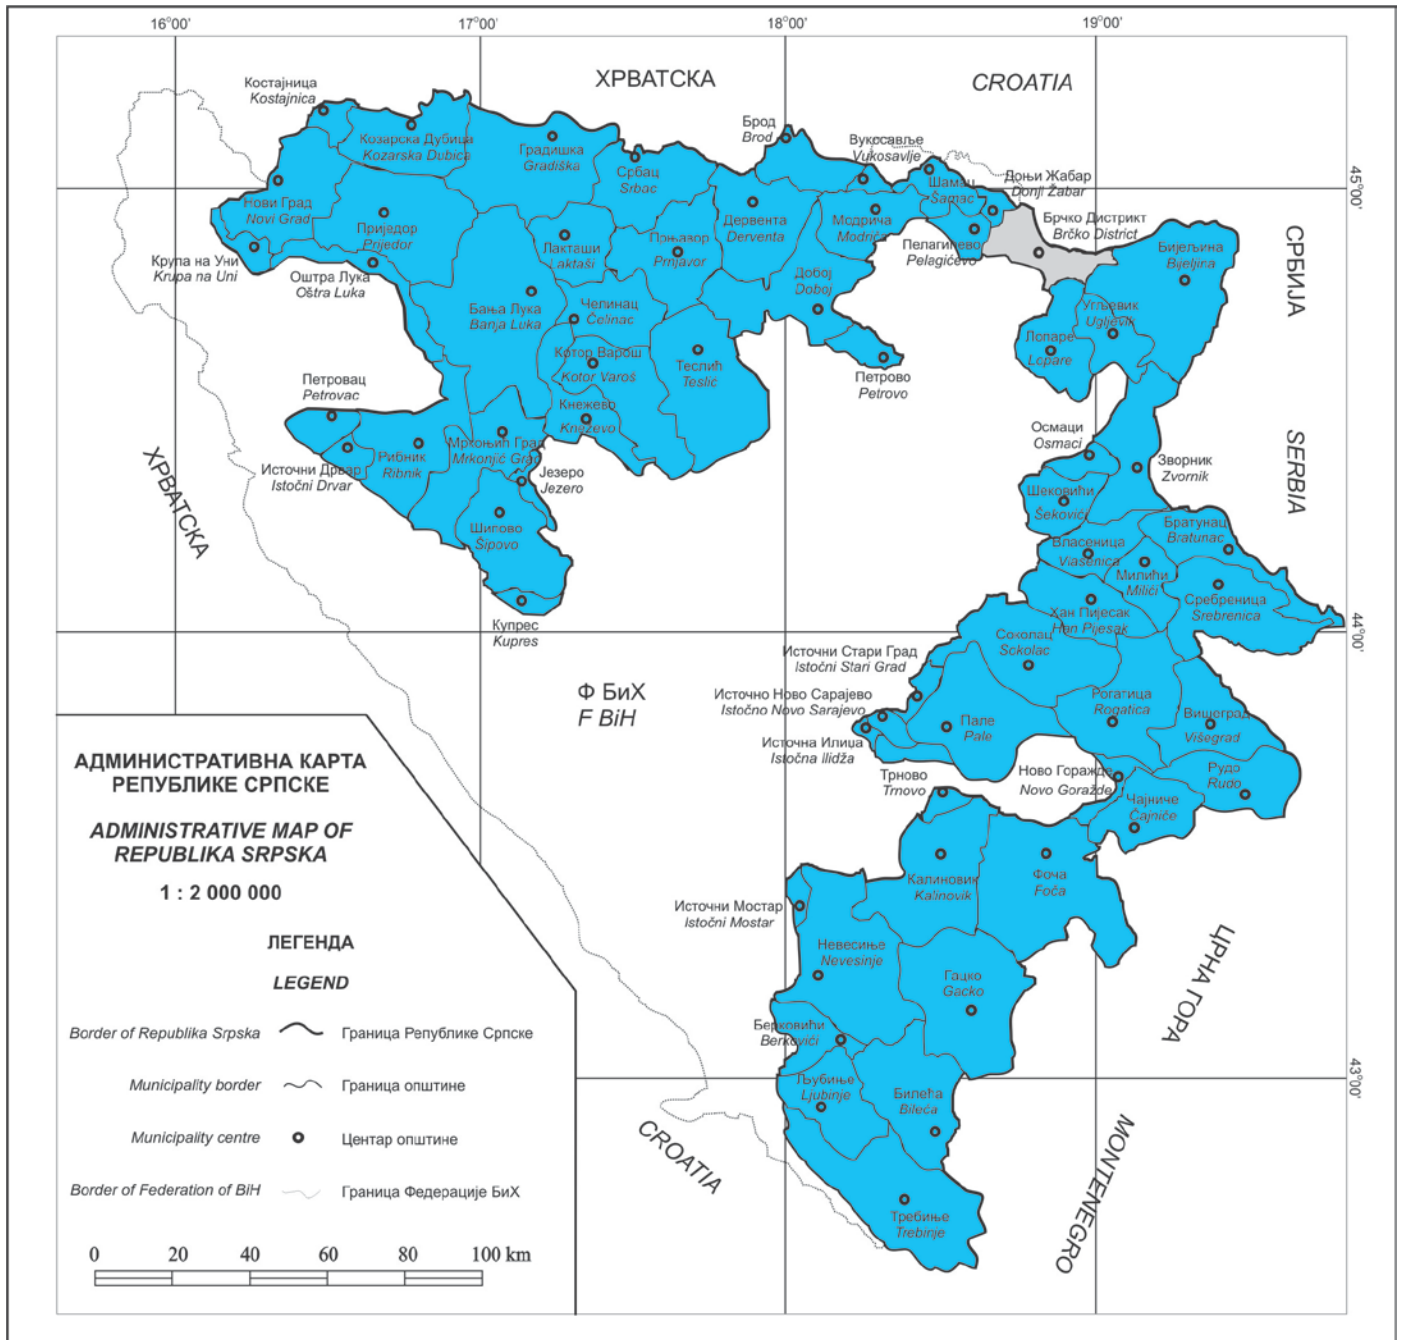 16°00'
17°00'
18°00'
19°00'
ХРВАТСКА
CROATIA
Костајница
Kostajnica
Козарска Дубица
Kozarska Dubica
Градишка
Gradiška
Србац
Srbac
Брод
Brod
Вукосавље
Vukosavlje
Шамац
Šamac
Доњи Жабар
Donji Žabar
45°00'
Нови Град
Novi Grad
Приједор
Prijedor
Лакташи
Laktaši
Прњавор
Prnjavor
Дервента
Derventa
Модрича
Modriča
Пелагићево
Pelagićevo
Брчко Дистрикт
Brčko District
Бијељина
Bijeljina
СРБИЈА
Крупа на Уни
Krupa na Uni
Оштра Лука
Oštra Luka
Бања Лука
Banja Luka
Челинац
Čelinac
Добој
Doboj
Угљевик
Ugljevik
Лопаре
Lcpare
Котор Варош
Kotor Varoš
Теслић
Teslić
Петрово
Petrovo
Петровац
Petrovac
Кнежево
Kneževo
Источни Дрвар
Istočni Drvar
Рибник
Ribnik
Мркоњић Град
Mrkonjić Grad
Језеро
Jezero
Осмаци
Osmaci
Зворник
Zvornik
SERBIA
ХРВАТСКА
Шипово
Šipovo
Шековићи
Šekovići
Братунац
Bratunac
Власеница
Vlasenica
Милићи
Milići
Сребреница
Srebrenica
Хан Пијесак
Han Pijesak
44°00'
Купрес
Kupres
Соколац
Sckolac
Источни Стари Град
Istočni Stari Grad
Ф БиХ
F BiH
Источно Ново Сарајево
Istočno Novo Sarajevo
Пале
Pale
Рогатица
Rogatica
Вишеград
Višegrad
Источна Илиџа
Istočna ilidža
Трново
Trnovo
Ново Горажде
Novo Goražde
Рудо
Rudo
Чајниче
Čajniče
Калиновик
Kalinovik
Фоча
Foča
Источни Мостар
Istočni Mostar
Невесиње
Nevesinje
Гацко
Gacko
ЦРНА ГОРА
Берковићи
Berkovići
43°00'
Љубиње
Ljubinje
Билећа
Bileća
CROATIA
MONTENEGRO
Требиње
Trebinje
АДМИНИСТРАТИВНА КАРТА
РЕПУБЛИКЕ СРПСКЕ
ADMINISTRATIVE MAP OF
REPUBLIKA SRPSKA
1 : 2 000 000
ЛЕГЕНДА
LEGEND
Border of Republika Srpska Граница Републике Српске
Municipality border Граница општине
Municipality centre Центар општине
Border of Federation of BiH Граница Федерације БиХ
0 20 40 60 80 100 km